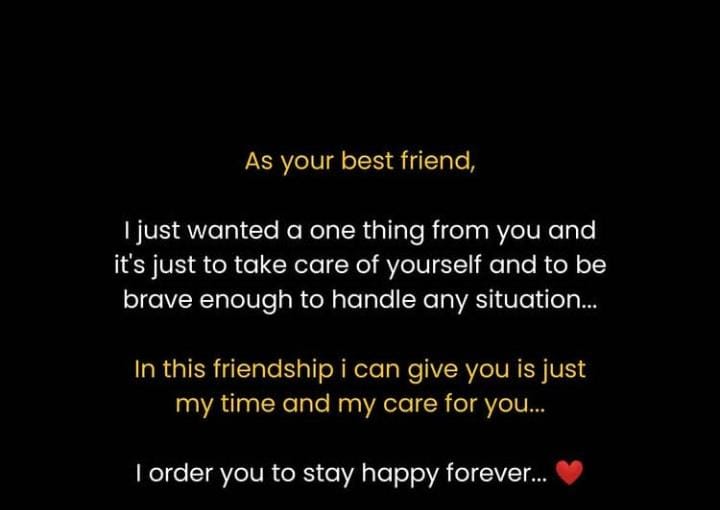 As your best friend,
I just wanted a one thing from you and
it's just to take care of yourself and to be
brave enough to handle any situation...
In this friendship i can give you is just
my time and my care for you...
I order you to stay happy forever... ❤️